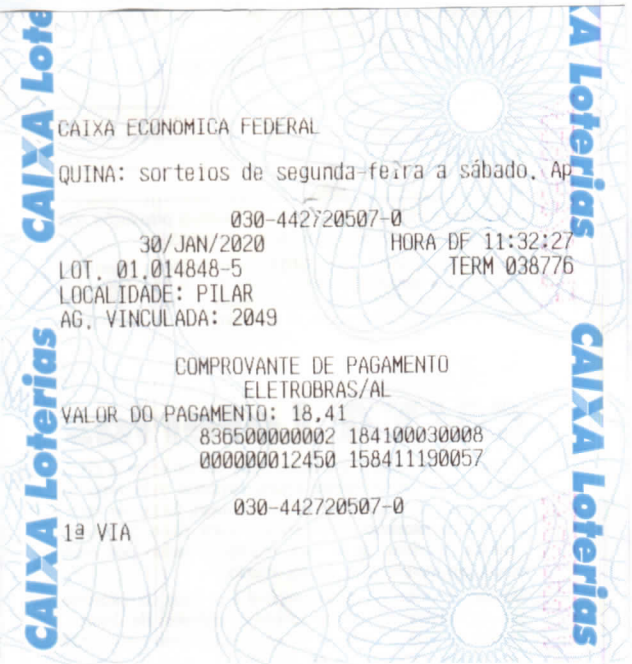 CAIXA Loterias
CAIXA Loterias
CAIXA ECONOMICA FEDERAL
QUINA: sorteios de segunda-feira a sábado. Ap
030-442720507-0
30/JAN/2020 HORA DF 11:32:27
LOT. 01.014848-5 TERM 038776
LOCALIDADE: PILAR
AG. VINCULADA: 2049
COMPROVANTE DE PAGAMENTO
ELETROBRAS/AL
VALOR DO PAGAMENTO: 18,41
836500000002 184100030008
000000012450 158411190057
030-442720507-0
1ª VIA
XA Loterias
CAIXA Loterias